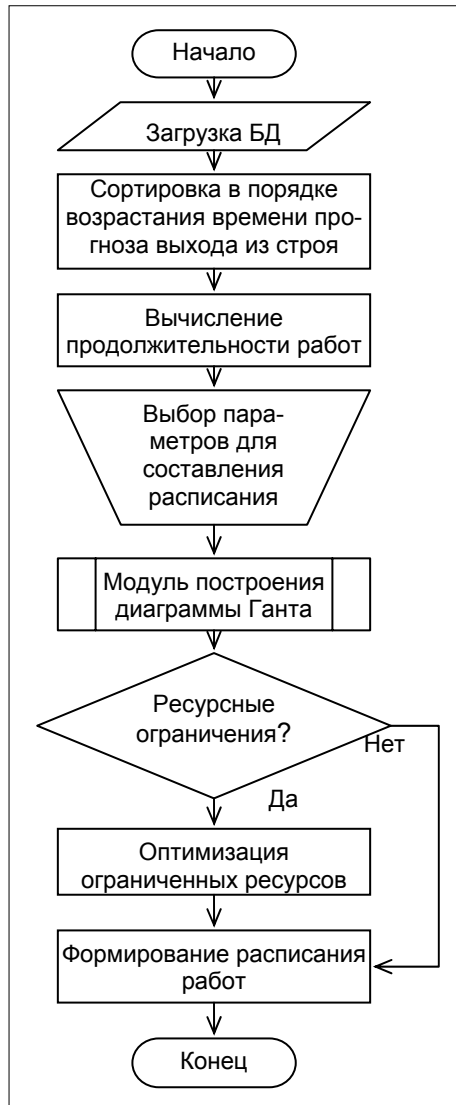 Начало
Загрузка БД
Сортировка в порядке
возрастания времени про-
гноза выхода из строя
Вычисление
продолжительности работ
Выбор пара-
метров для
составления
расписания
Модуль построения
диаграммы Ганта
Ресурсные
ограничения?
Нет
Да
Оптимизация
ограниченных ресурсов
Формирование расписания
работ
Конец